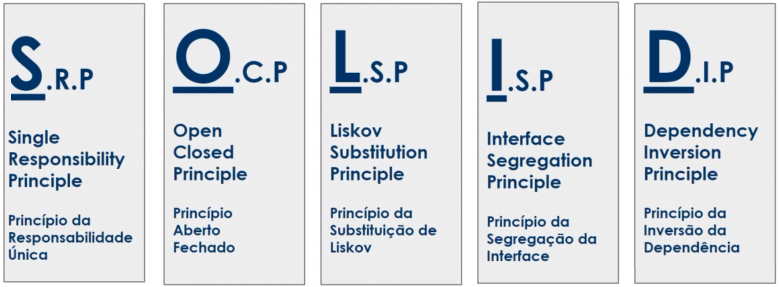 S.R.P
Single
Responsibility
Principle
Princípio da
Responsabilidade
Única
O.C.P
Open
Closed
Principle
Princípio
Aberto
Fechado
L.S.P
Liskov
Substitution
Principle
Princípio da
Substituição de
Liskov
I.S.P
Interface
Segregation
Principle
Princípio da
Segregação da
Interface
D.I.P
Dependency
Inversion
Principle
Princípio da
Inversão da
Dependência